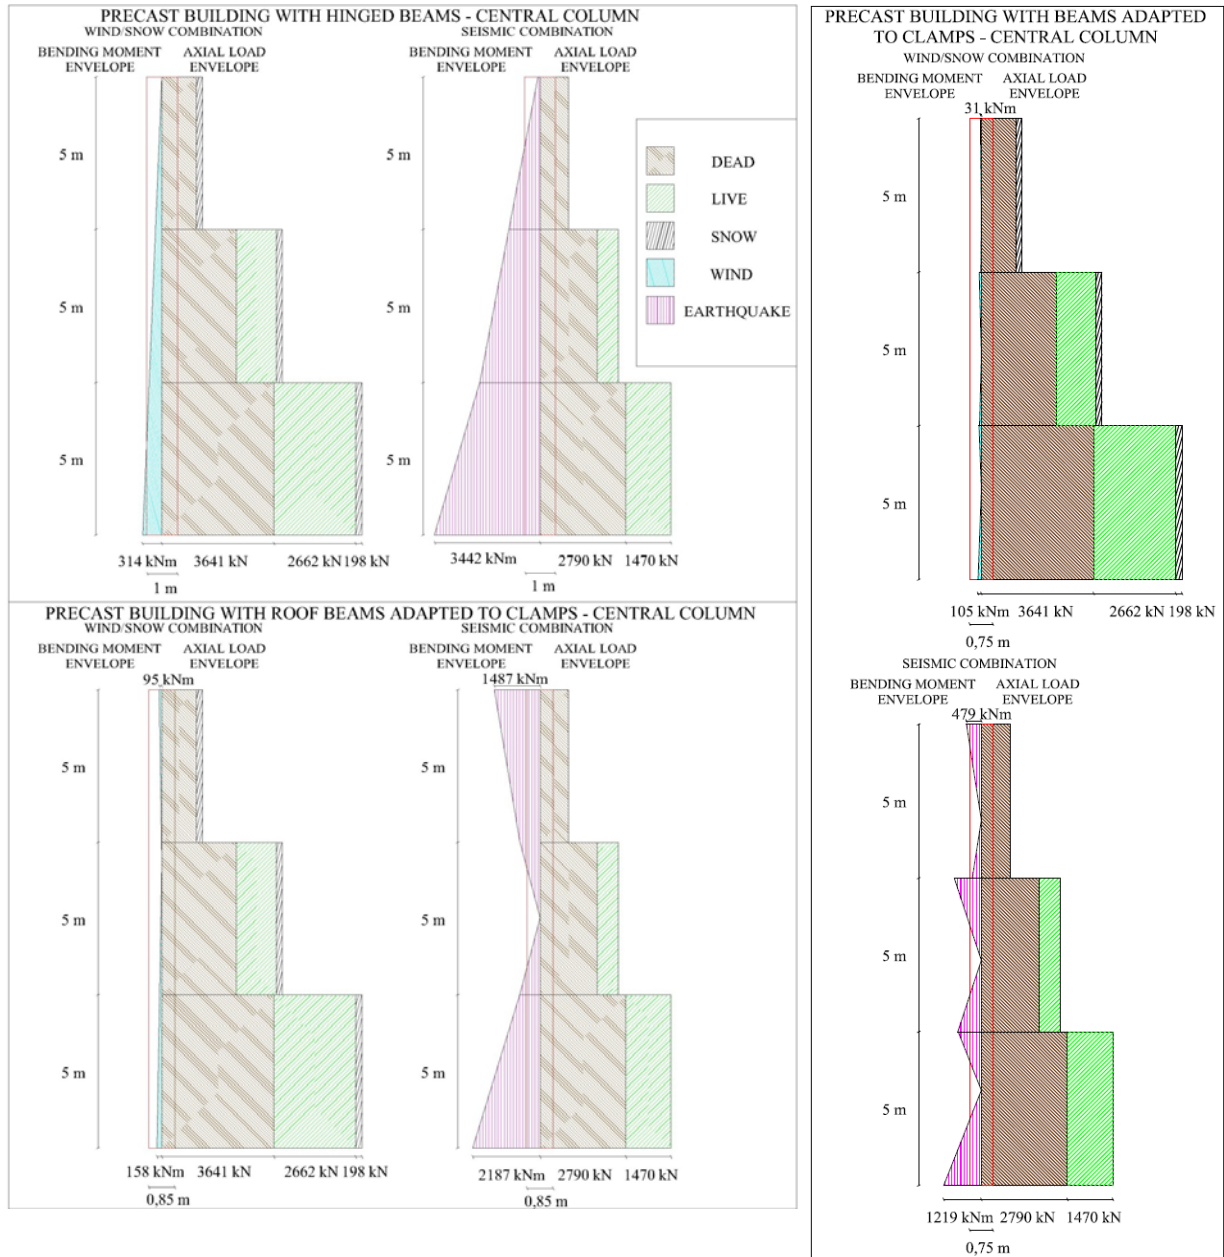 PRECAST BUILDING WITH HINGED BEAMS - CENTRAL COLUMN
WIND/SNOW COMBINATION
BENDING MOMENT ENVELOPE
AXIAL LOAD ENVELOPE
5 m
5 m
5 m
314 kNm
3641 kN
2662 kN
198 kN
1 m
SEISMIC COMBINATION
BENDING MOMENT ENVELOPE
AXIAL LOAD ENVELOPE
5 m
5 m
5 m
3442 kNm
2790 kN
1470 kN
1 m
DEAD
LIVE
SNOW
WIND
EARTHQUAKE
PRECAST BUILDING WITH ROOF BEAMS ADAPTED TO CLAMPS - CENTRAL COLUMN
WIND/SNOW COMBINATION
BENDING MOMENT ENVELOPE
AXIAL LOAD ENVELOPE
95 kNm
5 m
5 m
5 m
158 kNm
3641 kN
2662 kN
198 kN
0,85 m
SEISMIC COMBINATION
BENDING MOMENT ENVELOPE
AXIAL LOAD ENVELOPE
1487 kNm
5 m
5 m
5 m
2187 kNm
2790 kN
1470 kN
0,85 m
PRECAST BUILDING WITH BEAMS ADAPTED
TO CLAMPS - CENTRAL COLUMN
WIND/SNOW COMBINATION
BENDING MOMENT ENVELOPE
AXIAL LOAD ENVELOPE
31 kNm
5 m
5 m
5 m
105 kNm
3641 kN
2662 kN
198 kN
0,75 m
SEISMIC COMBINATION
BENDING MOMENT ENVELOPE
AXIAL LOAD ENVELOPE
479 kNm
5 m
5 m
5 m
1219 kNm
2790 kN
1470 kN
0,75 m